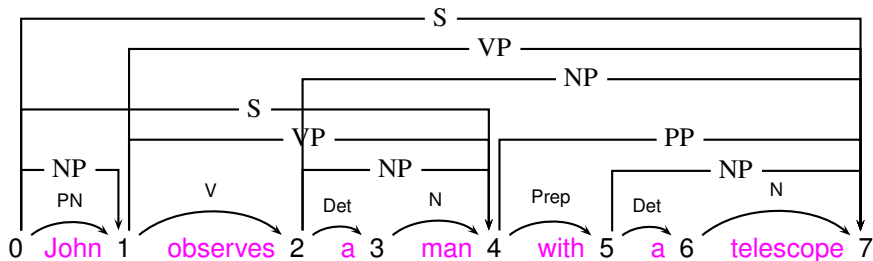 S
VP
NP
S
VP
PP
NP
NP
NP
PN
V
Det
N
Prep
Det
N
0 John 1 observes 2 a 3 man 4 with 5 a 6 telescope 7